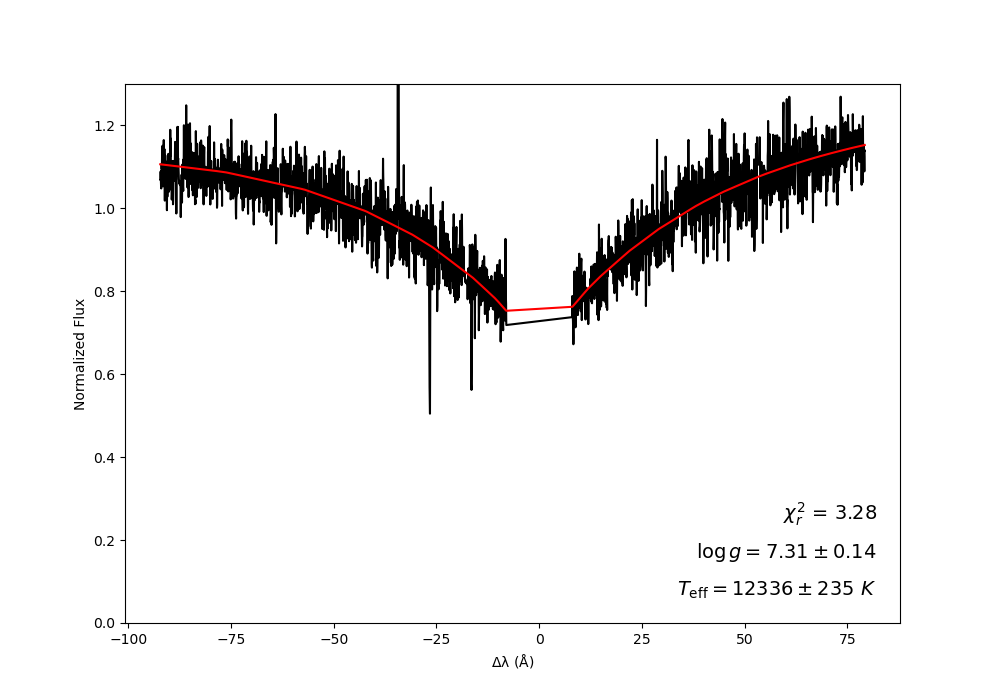 1.2
1.0
0.8
0.6
0.4
0.2
0.0
Normalized Flux
χ²ᵣ = 3.28
log g = 7.31 ± 0.14
T_eff = 12336 ± 235 K
−100 −75 −50 −25 0 25 50 75
Δλ (Å)